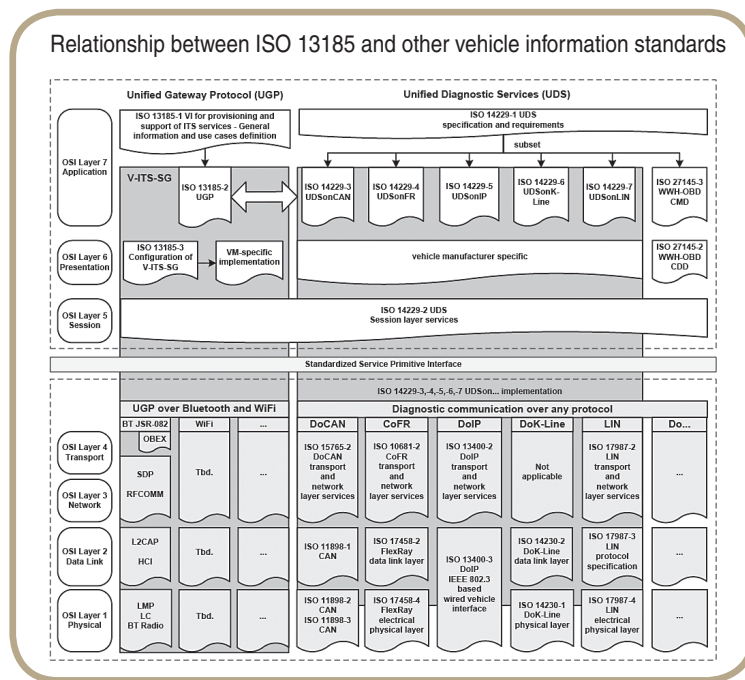 Relationship between ISO 13185 and other vehicle information standards
Unified Gateway Protocol (UGP)
Unified Diagnostic Services (UDS)
OSI Layer 7
Application
ISO 13185-1 VI for provisioning and
support of ITS services - General
information and use cases definition
ISO 14229-1 UDS
specification and requirements
subset
V-ITS-SG
ISO 13185-2
UGP
ISO 14229-3
UDSonCAN
ISO 14229-4
UDSonFR
ISO 14229-5
UDSonIP
ISO 14229-6
UDSonK-
Line
ISO 14229-7
UDSonLIN
ISO 27145-3
WWH-OBD
CMD
OSI Layer 6
Presentation
ISO 13185-3
Configuration of
V-ITS-SG
VM-specific
implementation
vehicle manufacturer specific
ISO 27145-2
WWH-OBD
CDD
OSI Layer 5
Session
ISO 14229-2 UDS
Session layer services
Standardized Service Primitive Interface
ISO 14229-3,-4,-5,-6,-7 UDSon... implementation
UGP over Bluetooth and WiFi
Diagnostic communication over any protocol
BT JSR-082
WiFi
...
DoCAN
CoFR
DoIP
DoK-Line
LIN
Do...
OSI Layer 4
Transport
OSI Layer 3
Network
OBEX
SDP
RFCOMM
Tbd.
...
ISO 15765-2
DoCAN
transport
and
network
layer services
ISO 10681-2
CoFR
transport
and
network
layer services
ISO 13400-2
DoIP
transport
and
network
layer services
Not
applicable
ISO 17987-2
LIN
transport
and
network
layer services
...
OSI Layer 2
Data Link
L2CAP
HCI
Tbd.
...
ISO 11898-1
CAN
ISO 17458-2
FlexRay
data link layer
ISO 13400-3
DoIP
IEEE 802.3
based
wired vehicle
interface
ISO 14230-2
DoK-Line
data link layer
ISO 17987-3
LIN
protocol
specification
...
OSI Layer 1
Physical
LMP
LC
BT Radio
Tbd.
...
ISO 11898-2
CAN
ISO 11898-3
CAN
ISO 17458-4
FlexRay
electrical
physical layer
ISO 14230-1
DoK-Line
physical layer
ISO 17987-4
LIN
electrical
physical layer
...